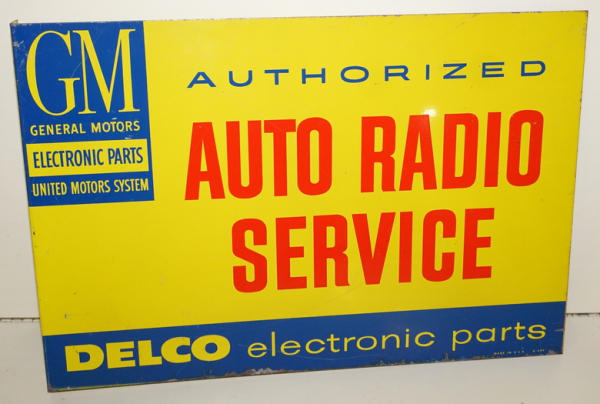 GM
GENERAL MOTORS
ELECTRONIC PARTS
UNITED MOTORS SYSTEM
AUTHORIZED
AUTO RADIO
SERVICE
DELCO electronic parts